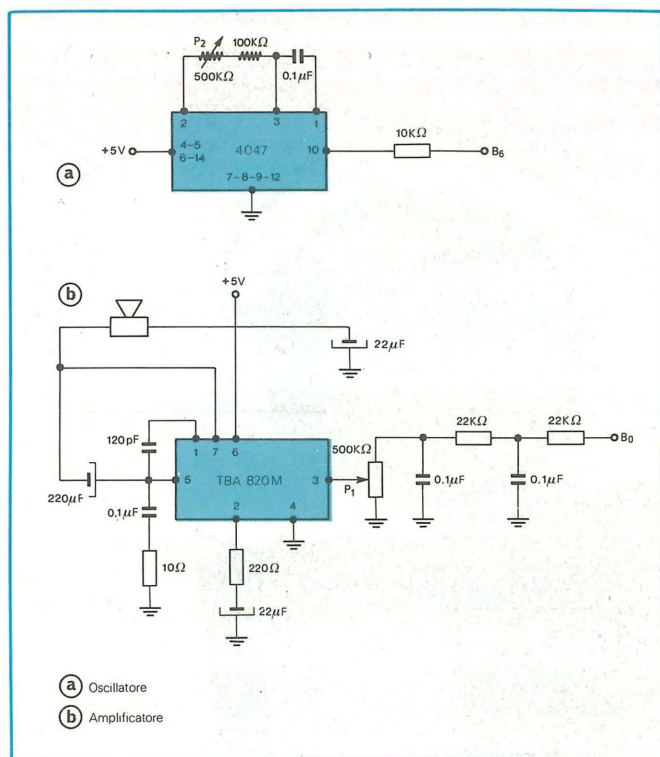 P2
100KΩ
500KΩ
0.1µF
2
3
1
+5V
4-5
6-14
4047
10
10KΩ
B6
7-8-9-12
a
b
+5V
22µF
120pF
1
7
6
500KΩ
22KΩ
22KΩ
B0
5
TBA 820M
3
P1
0.1µF
0.1µF
220µF
0.1µF
2
4
10Ω
220Ω
22µF
a Oscillatore
b Amplificatore